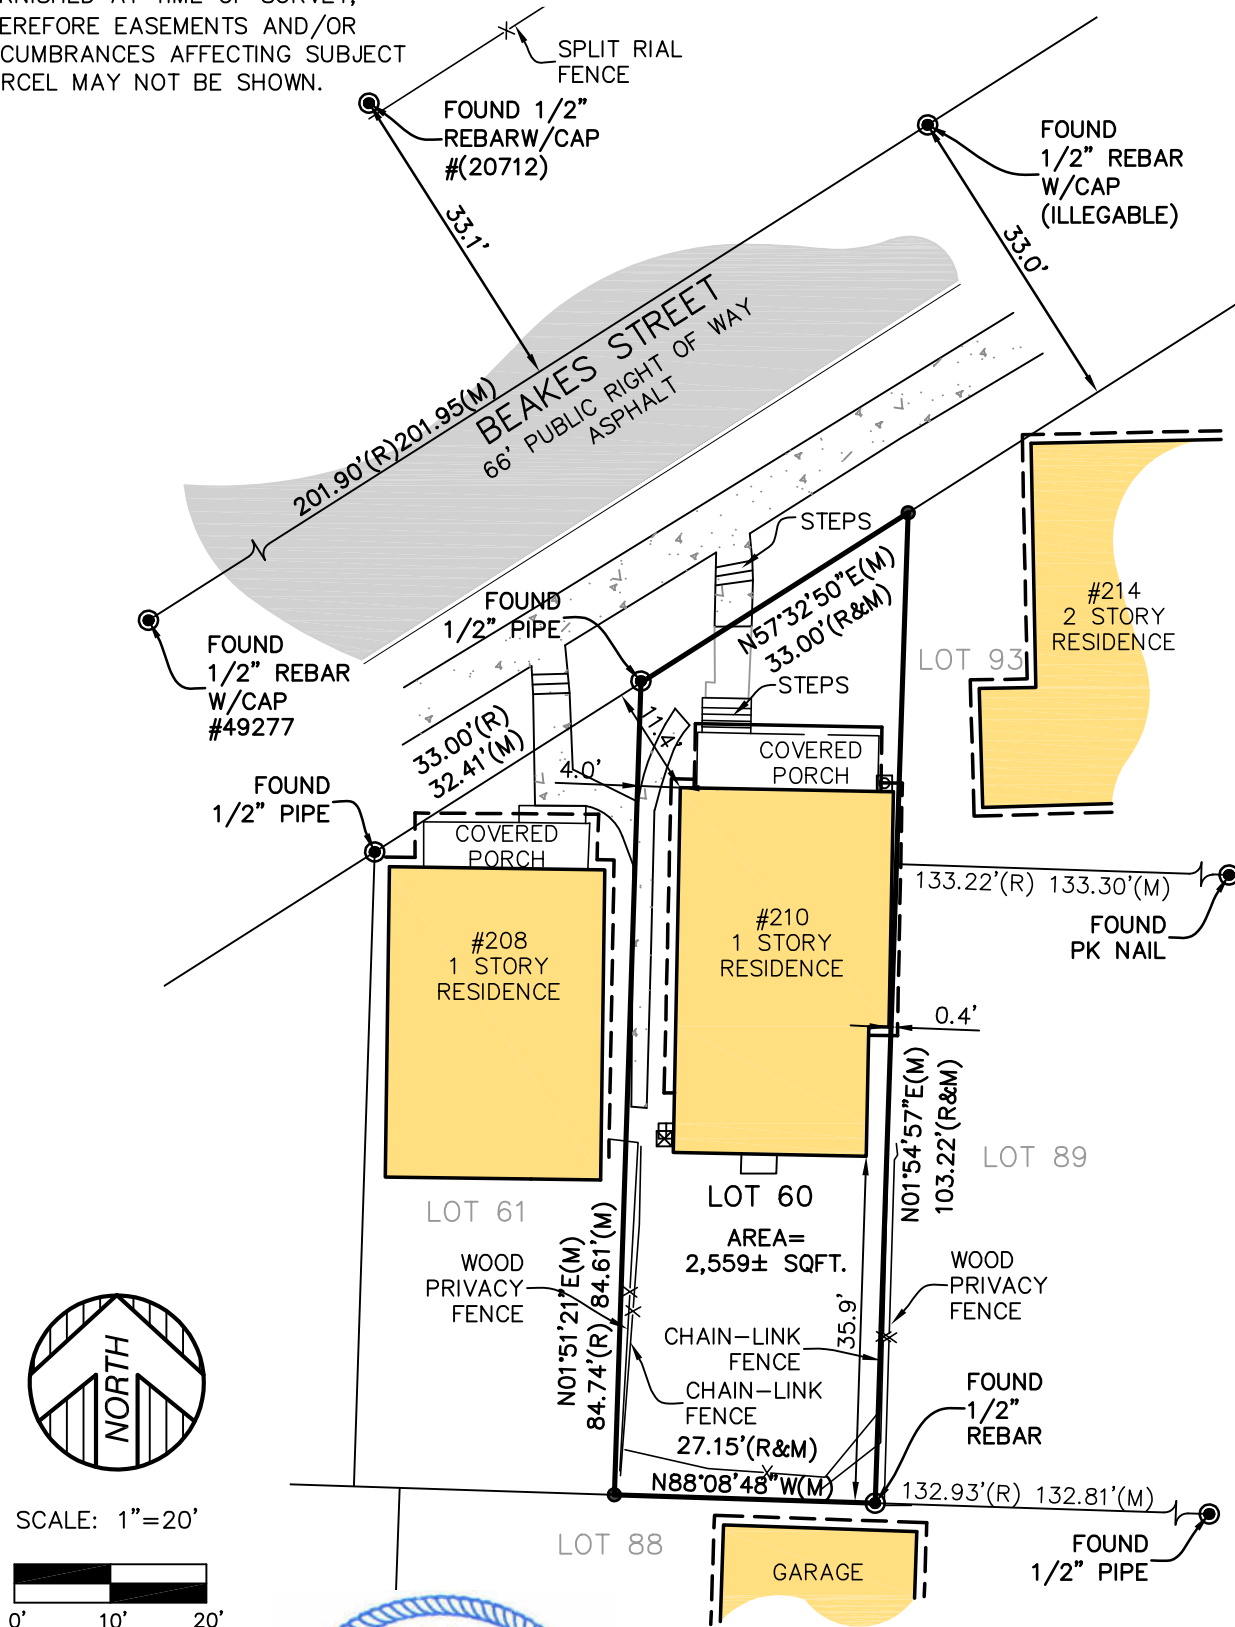 EREFORE EASEMENTS AND/OR
CUMBRANCES AFFECTING SUBJECT
RCEL MAY NOT BE SHOWN.
SPLIT RIAL
FENCE
FOUND 1/2"
REBARW/CAP
#(20712)
FOUND
1/2" REBAR
W/CAP
(ILLEGABLE)
33.1'
33.0'
BEAKES STREET
66' PUBLIC RIGHT OF WAY
ASPHALT
201.90'(R)201.95(M)
STEPS
FOUND
1/2" PIPE
N57°32'50"E(M)
33.00'(R&M)
#214
2 STORY
RESIDENCE
LOT 93
FOUND
1/2" REBAR
W/CAP
#49277
STEPS
33.00'(R)
32.41'(M)
11.4'
4.0'
COVERED
PORCH
FOUND
1/2" PIPE
COVERED
PORCH
133.22'(R) 133.30'(M)
FOUND
PK NAIL
#208
1 STORY
RESIDENCE
#210
1 STORY
RESIDENCE
0.4'
N01°54'57"E(M)
103.22'(R&M)
LOT 89
LOT 61
LOT 60
AREA=
2,559± SQFT.
N01°51'21"E(M)
84.74'(R) 84.61'(M)
WOOD
PRIVACY
FENCE
WOOD
PRIVACY
FENCE
35.9'
CHAIN-LINK
FENCE
CHAIN-LINK
FENCE
27.15'(R&M)
N88°08'48"W(M)
FOUND
1/2"
REBAR
132.93'(R) 132.81'(M)
FOUND
1/2" PIPE
LOT 88
GARAGE
NORTH
SCALE: 1"=20'
0' 10' 20'